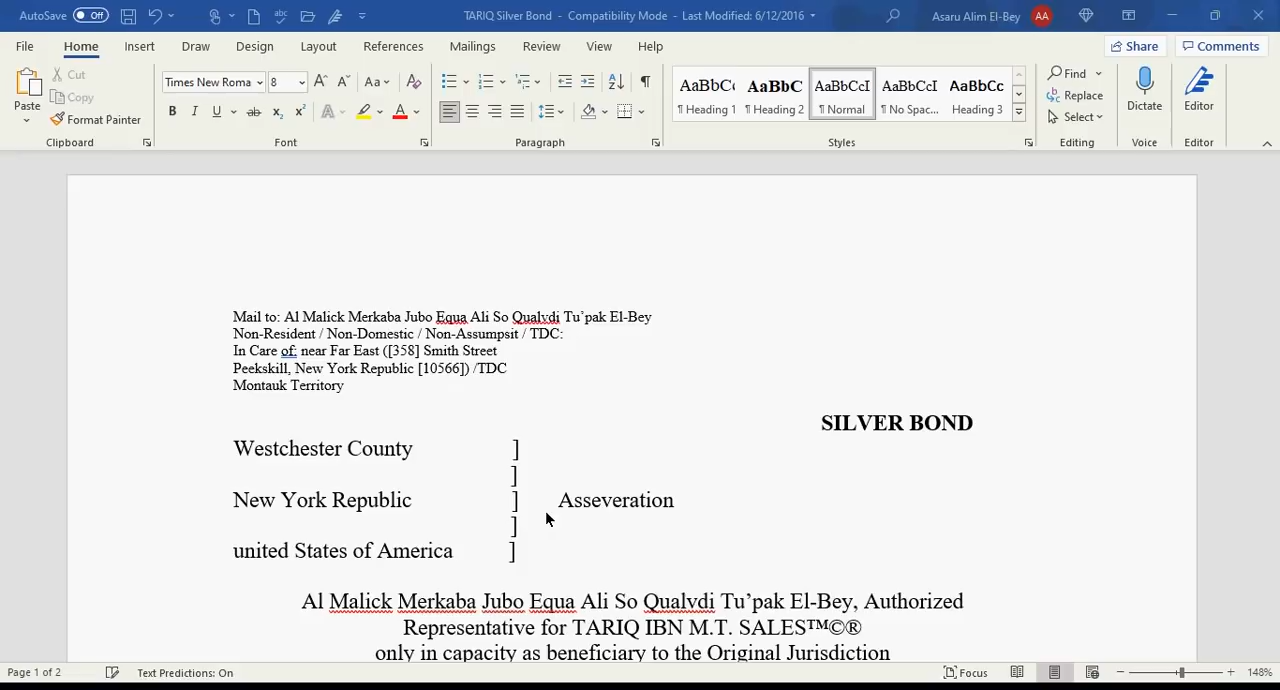 AutoSave Off TARIQ Silver Bond - Compatibility Mode - Last Modified: 6/12/2016 Asaru Alim El-Bey AA
File Home Insert Draw Design Layout References Mailings Review View Help Share Comments
Paste Cut Copy Format Painter
Times New Roma 8
AaBbC AaBbC AaBbCcI AaBbCcI AaBbCc
¶ Heading 1 ¶ Heading 2 ¶ Normal ¶ No Spac... Heading 3
Find Replace Select
Dictate Editor
Clipboard Font Paragraph Styles Editing Voice Editor
Mail to: Al Malick Merkaba Jubo Equa Ali So Qualvdi Tu’pak El-Bey
Non-Resident / Non-Domestic / Non-Assumpsit / TDC:
In Care of: near Far East ([358] Smith Street
Peekskill, New York Republic [10566]) /TDC
Montauk Territory
SILVER BOND
Westchester County ]
]
New York Republic ] Asseveration
]
united States of America ]
Al Malick Merkaba Jubo Equa Ali So Qualvdi Tu’pak El-Bey, Authorized
Representative for TARIQ IBN M.T. SALES™©®
only in capacity as beneficiary to the Original Jurisdiction
Page 1 of 2 Text Predictions: On Focus 148%